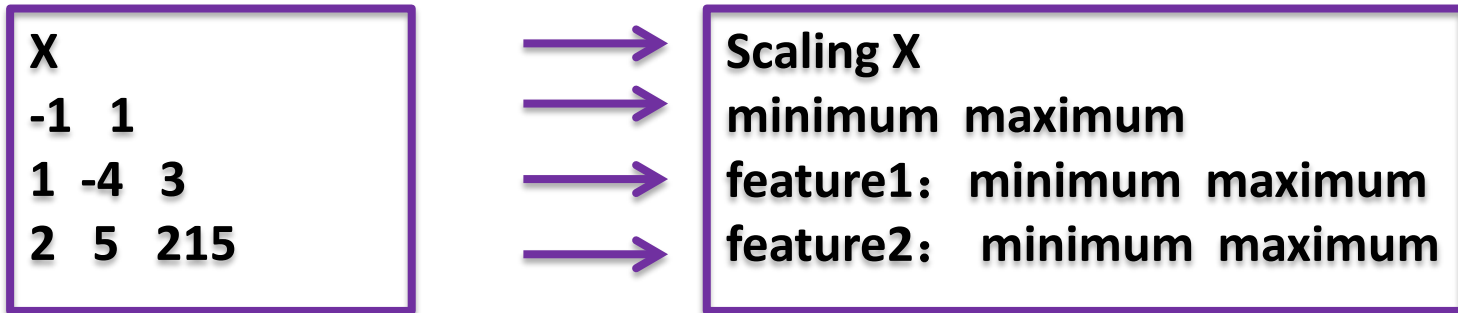 X
-1 1
1 -4 3
2 5 215
Scaling X
minimum maximum
feature1： minimum maximum
feature2： minimum maximum